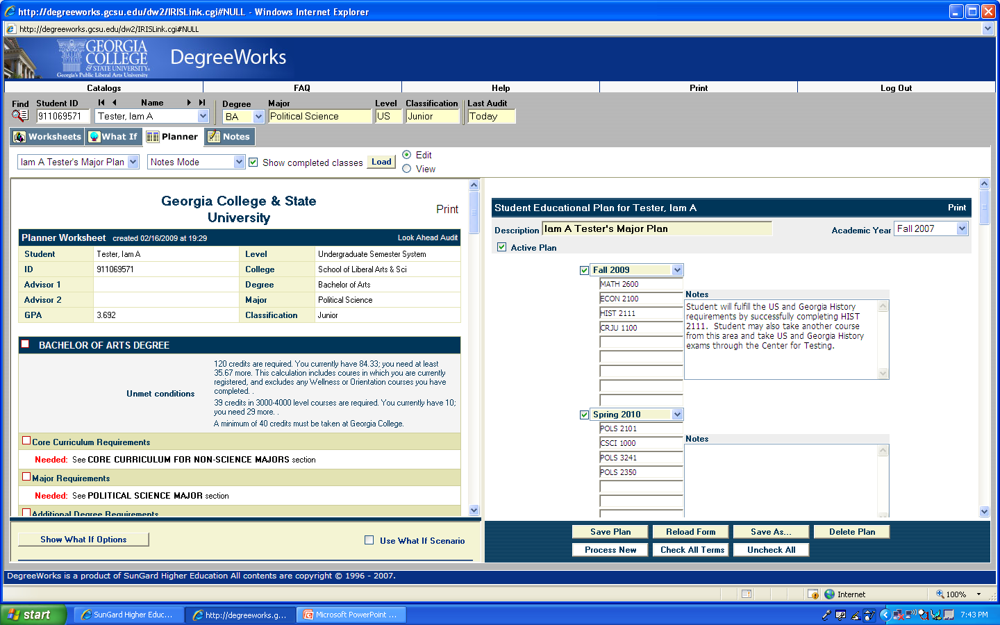 http://degreeworks.gcsu.edu/dw2/IRISLink.cgi#NULL - Windows Internet Explorer
http://degreeworks.gcsu.edu/dw2/IRISLink.cgi#NULL
GEORGIA
COLLEGE
& STATE
UNIVERSITY
Georgia's Public Liberal Arts University
DegreeWorks
Catalogs FAQ Help Print Log Out
Find Student ID Name Degree Major Level Classification Last Audit
911069571 Tester, Iam A BA Political Science US Junior Today
Worksheets What If Planner Notes
Iam A Tester's Major Plan Notes Mode Show completed classes Load Edit
View
Georgia College & State
University
Print
Planner Worksheet created 02/16/2009 at 19:29 Look Ahead Audit
Student Tester, Iam A Level Undergraduate Semester System
ID 911069571 College School of Liberal Arts & Sci
Advisor 1 Degree Bachelor of Arts
Advisor 2 Major Political Science
GPA 3.692 Classification Junior
BACHELOR OF ARTS DEGREE
Unmet conditions
120 credits are required. You currently have 84.33; you need at least
35.67 more. This calculation includes coures in which you are currently
registered, and excludes any Wellness or Orientation courses you have
completed. .
39 credits in 3000-4000 level courses are required. You currently have 10;
you need 29 more. .
A minimum of 40 credits must be taken at Georgia College.
Core Curriculum Requirements
Needed: See CORE CURRICULUM FOR NON-SCIENCE MAJORS section
Major Requirements
Needed: See POLITICAL SCIENCE MAJOR section
Additional Degree Requirements
Show What If Options Use What If Scenario
Student Educational Plan for Tester, Iam A Print
Description Iam A Tester's Major Plan Academic Year Fall 2007
Active Plan
Fall 2009
MATH 2600
ECON 2100
HIST 2111
CRJU 1100
Notes
Student will fulfill the US and Georgia History
requirements by successfully completing HIST
2111. Student may also take another course
from this area and take US and Georgia History
exams through the Center for Testing.
Spring 2010
POLS 2101
CSCI 1000
POLS 3241
POLS 2350
Notes
Save Plan Reload Form Save As... Delete Plan
Process New Check All Terms Uncheck All
DegreeWorks is a product of SunGard Higher Education All contents are copyright © 1996 - 2007.
Internet 100%
start SunGard Higher Educ... http://degreeworks.g... Microsoft PowerPoint ... 7:43 PM